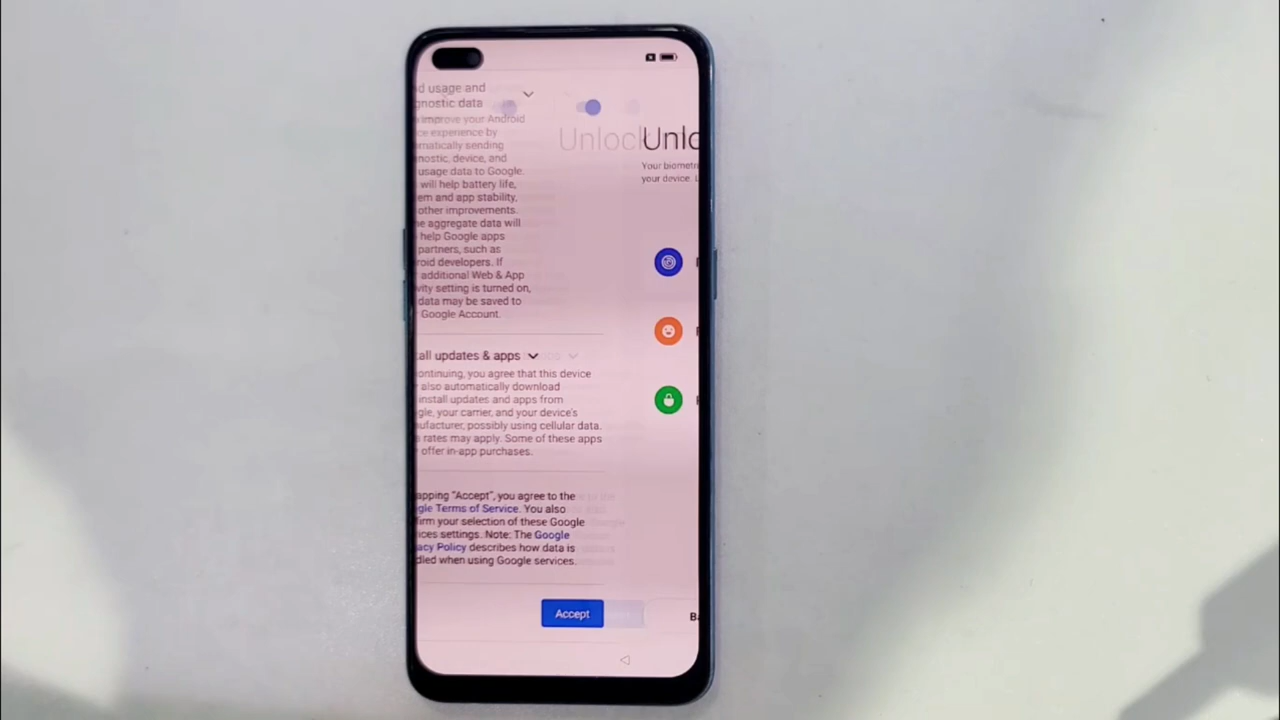 d usage and
gnostic data
improve your Android
ce experience by
matically sending
nostic, device, and
usage data to Google.
will help battery life,
em and app stability,
other improvements.
e aggregate data will
help Google apps
partners, such as
roid developers. If
additional Web & App
vity setting is turned on,
data may be saved to
Google Account.
all updates & apps
ontinuing, you agree that this device
also automatically download
install updates and apps from
gle, your carrier, and your device's
nufacturer, possibly using cellular data.
rates may apply. Some of these apps
offer in-app purchases.
apping "Accept", you agree to the
gle Terms of Service. You also
firm your selection of these Google
ices settings. Note: The Google
acy Policy describes how data is
dled when using Google services.
Accept
Unlock
Unlo
Your biometri
your device. L
Ba